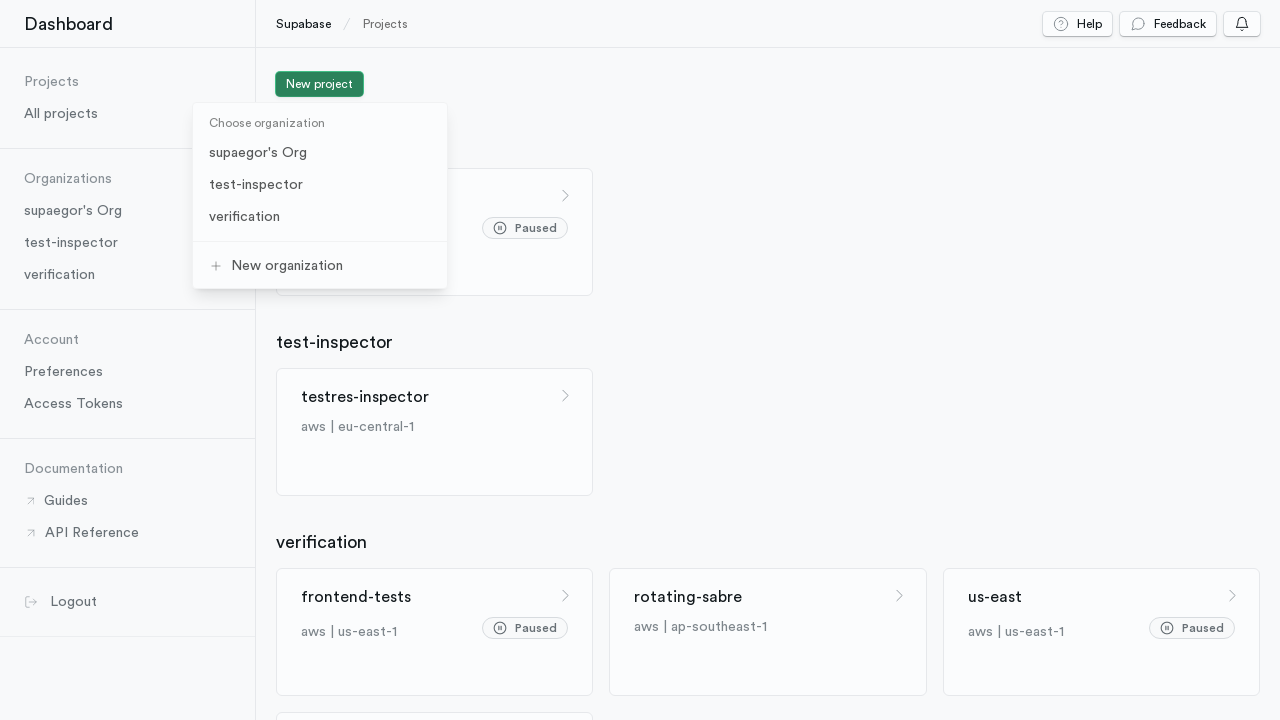 Dashboard
Supabase / Projects
Help
Feedback
Projects
All projects
Organizations
supaegor's Org
test-inspector
verification
Account
Preferences
Access Tokens
Documentation
Guides
API Reference
Logout
New project
Choose organization
supaegor's Org
test-inspector
verification
New organization
Paused
test-inspector
testres-inspector
aws | eu-central-1
verification
frontend-tests
aws | us-east-1
Paused
rotating-sabre
aws | ap-southeast-1
us-east
aws | us-east-1
Paused